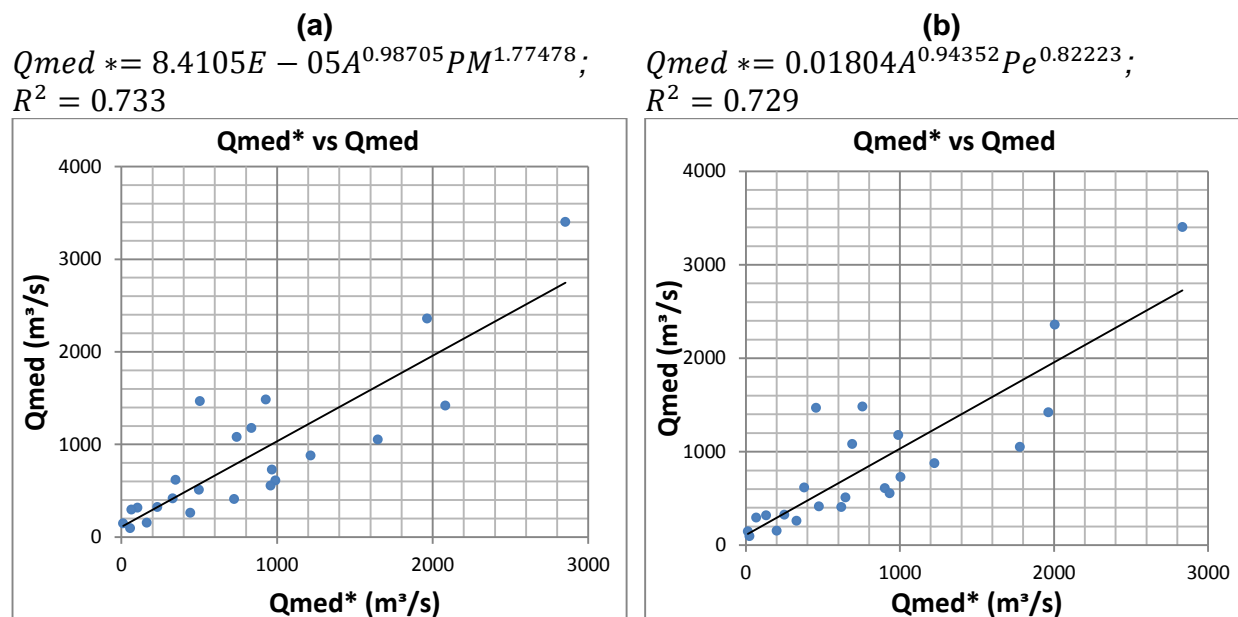 (a)
Qmed ∗= 8.4105E − 05A^0.98705 PM^1.77478;
R² = 0.733
Qmed* vs Qmed
4000
3000
2000
1000
0
Qmed (m³/s)
0 1000 2000 3000
Qmed* (m³/s)
(b)
Qmed ∗= 0.01804A^0.94352 Pe^0.82223;
R² = 0.729
Qmed* vs Qmed
4000
3000
2000
1000
0
Qmed (m³/s)
0 1000 2000 3000
Qmed* (m³/s)